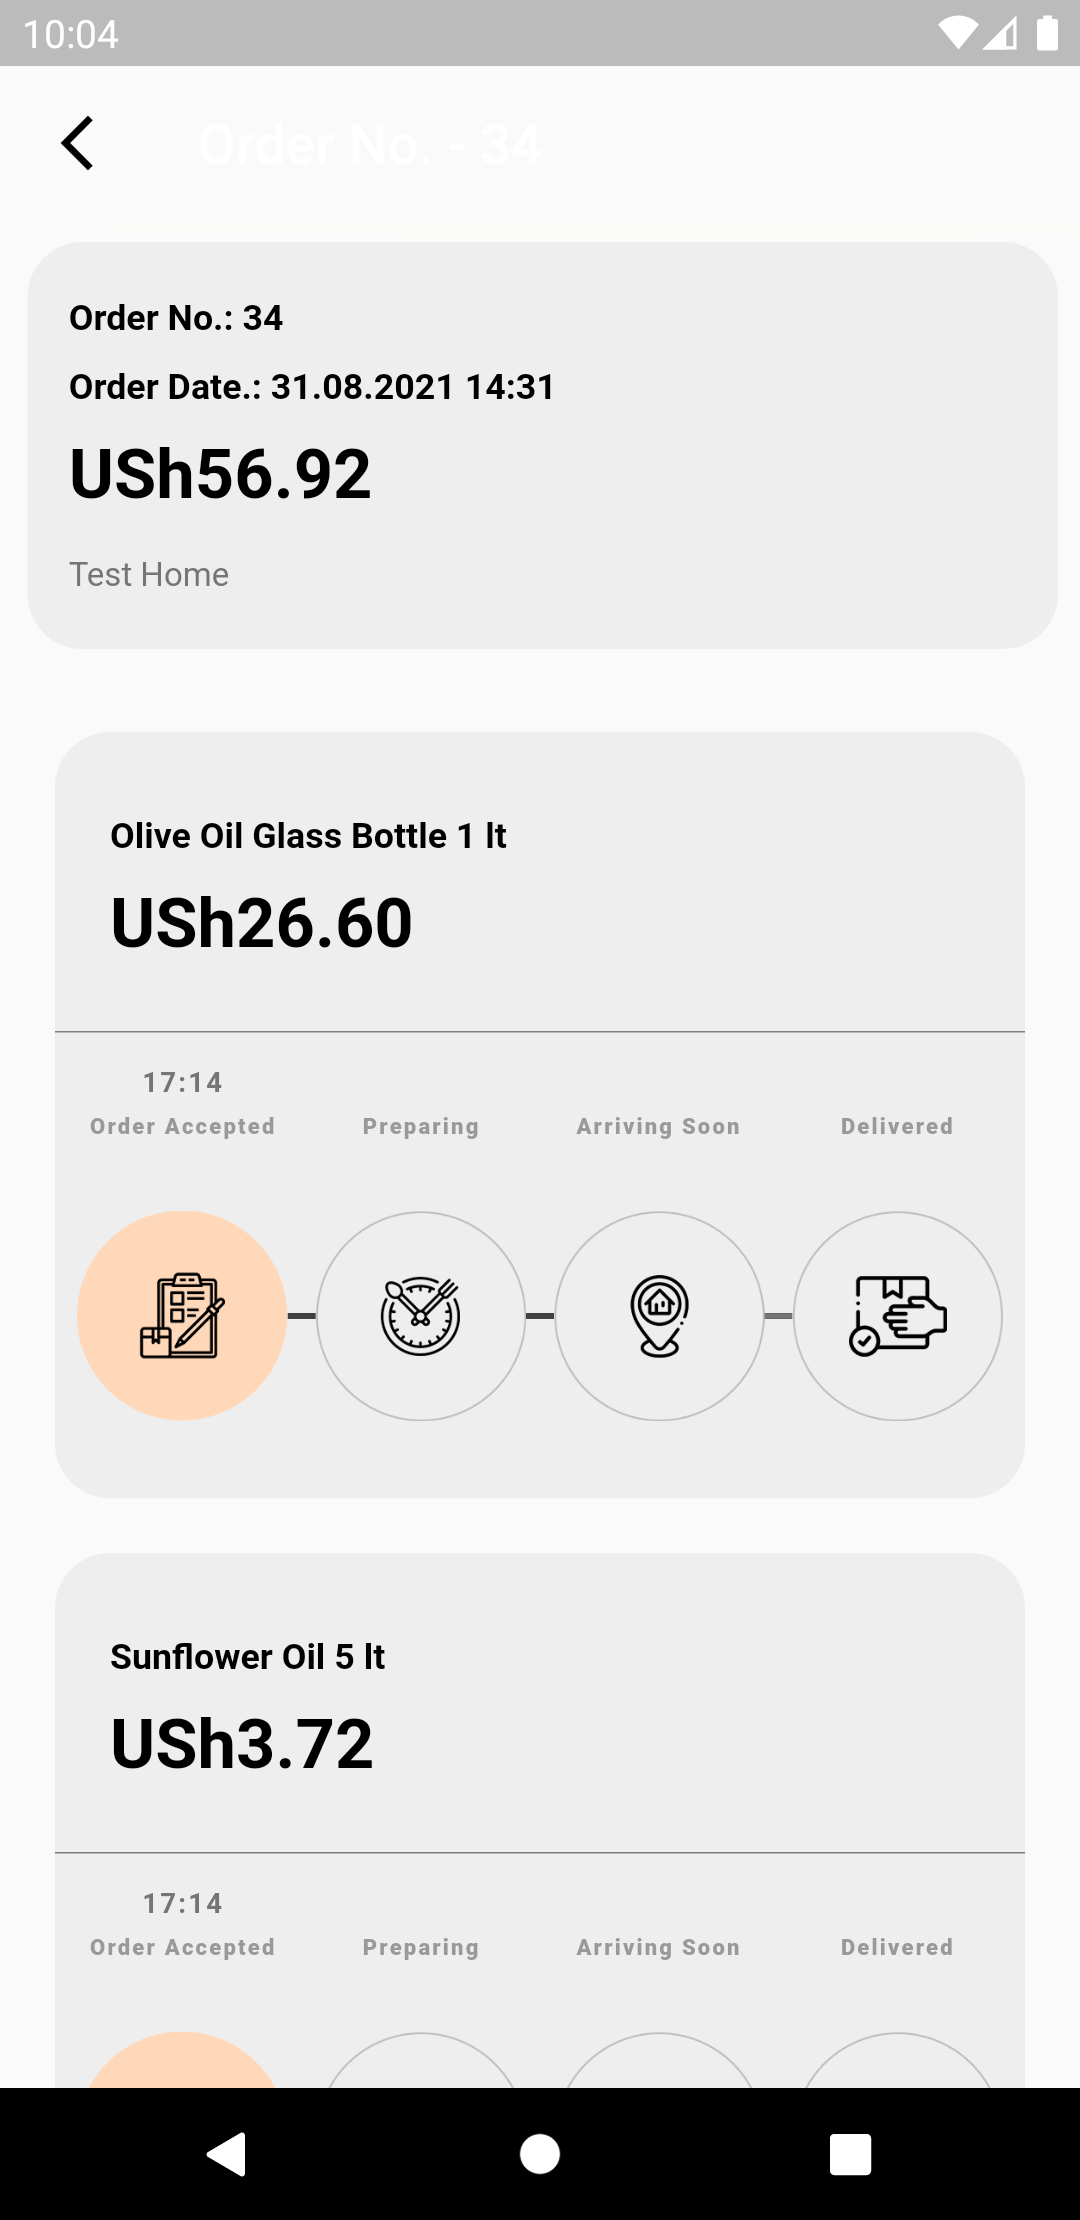 10:04
Order No. - 34
Order No.: 34
Order Date.: 31.08.2021 14:31
USh56.92
Test Home
Olive Oil Glass Bottle 1 lt
USh26.60
17:14
Order Accepted Preparing Arriving Soon Delivered
Sunflower Oil 5 lt
USh3.72
17:14
Order Accepted Preparing Arriving Soon Delivered